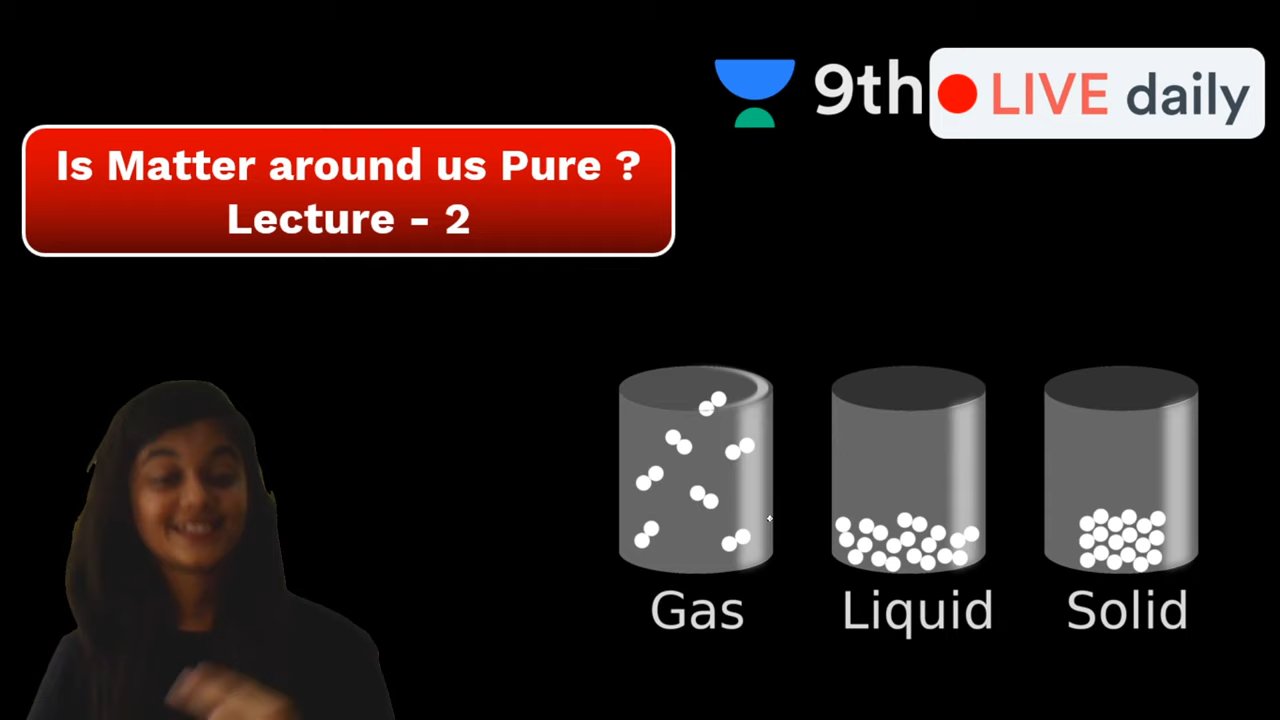 9th LIVE daily
Is Matter around us Pure ?
Lecture - 2
Gas Liquid Solid